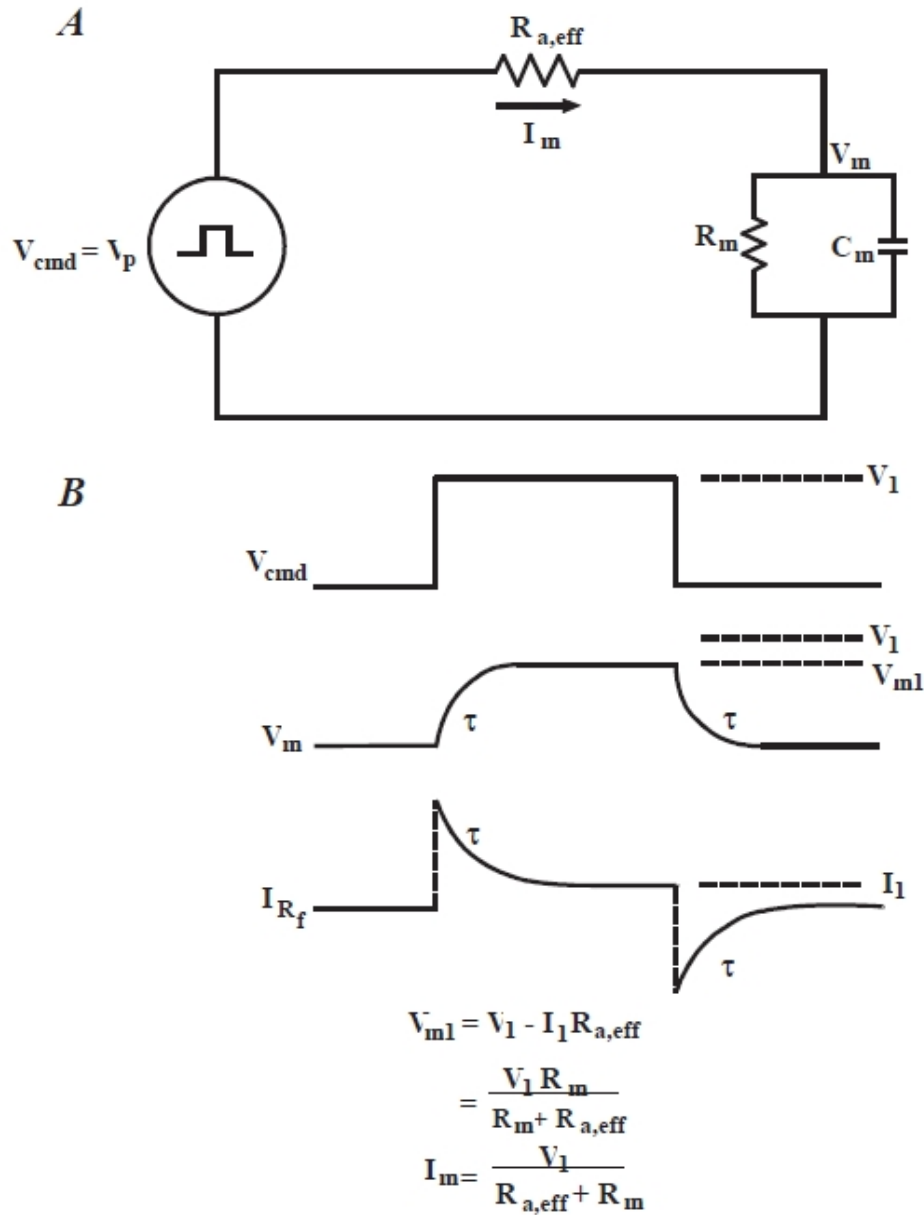 A
R a,eff
I m
V m
V cmd = V p
R m
C m
B
V 1
V cmd
V 1
V m1
τ
τ
V m
τ
I 1
I R f
τ
V m1 = V 1 - I 1 R a,eff
= V 1 R m / R m + R a,eff
I m = V 1 / R a,eff + R m